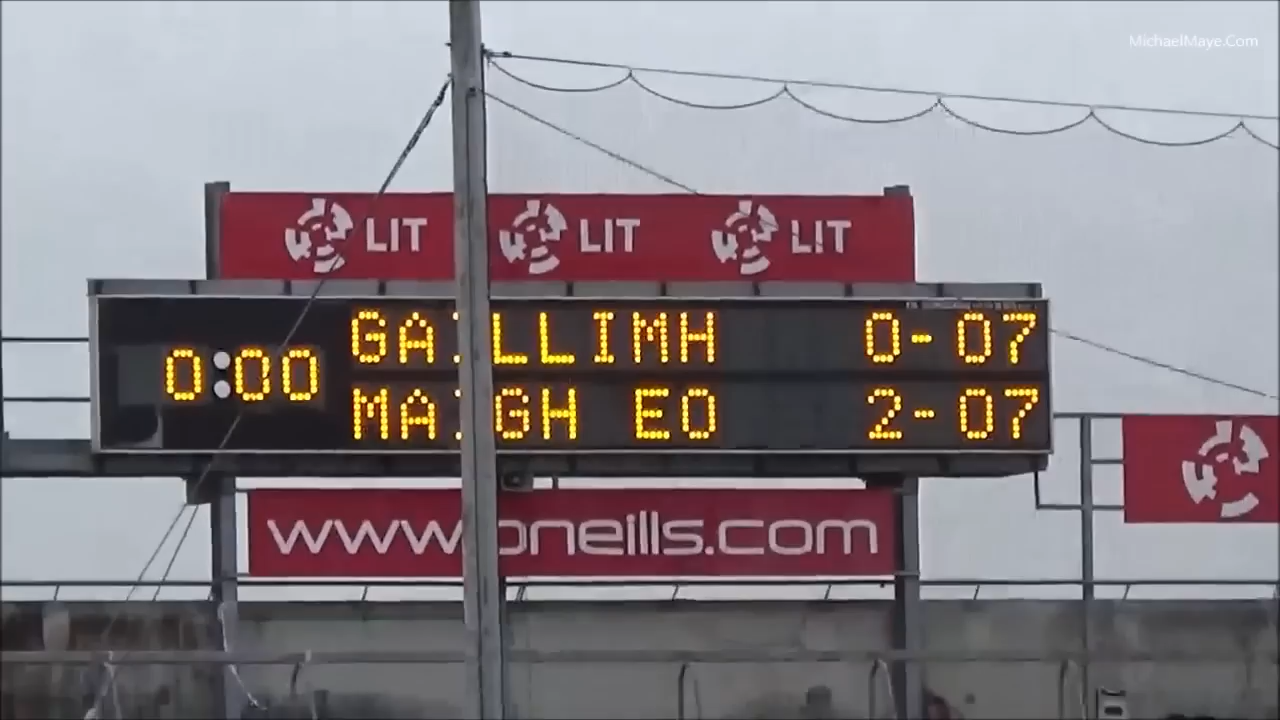 MichaelMaye.Com
LIT LIT LIT
0:00
GAILLIMH 0-07
MAIGH EO 2-07
www.oneills.com